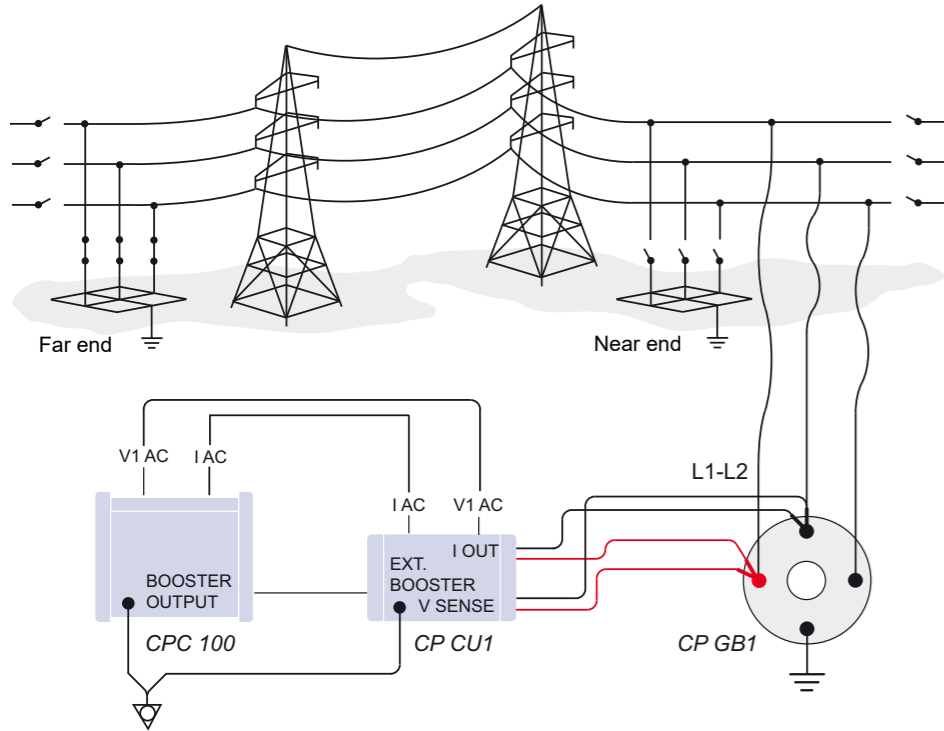 Far end
Near end
V1 AC
I AC
I AC
V1 AC
L1-L2
I OUT
EXT.
BOOSTER
V SENSE
BOOSTER
OUTPUT
CPC 100
CP CU1
CP GB1